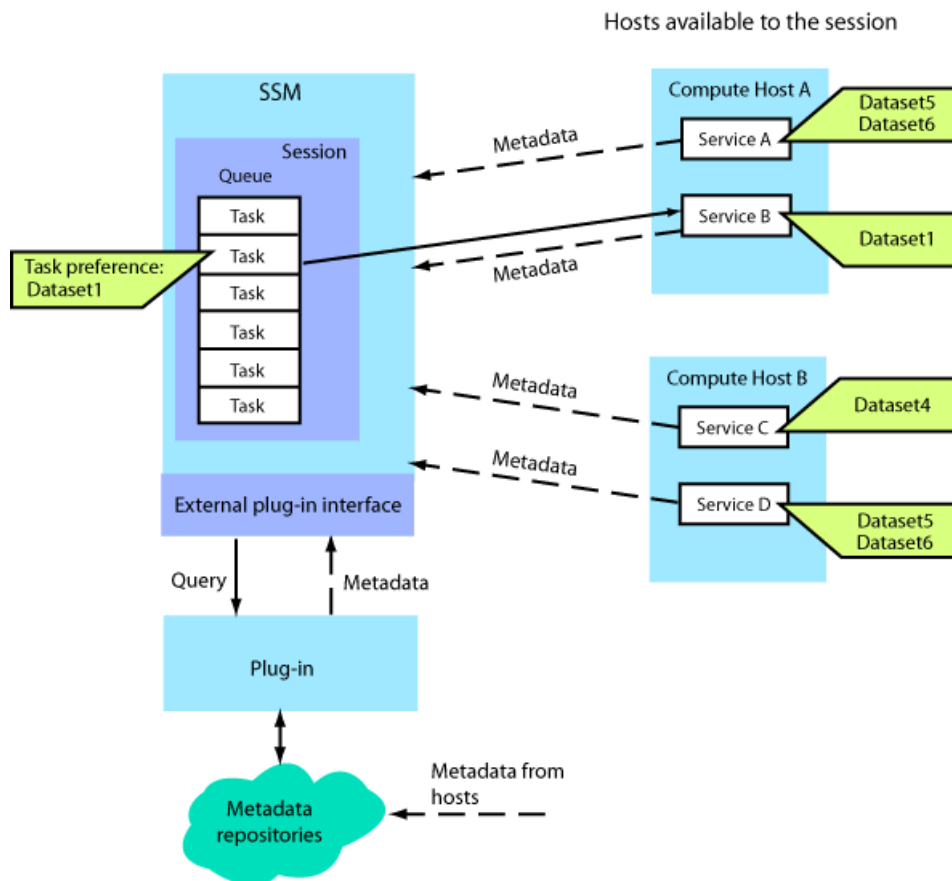 Hosts available to the session
SSM
Session
Queue
Task
Task
Task
Task
Task
Task
Task preference:
Dataset1
Metadata
Metadata
Metadata
Metadata
Compute Host A
Service A
Dataset5
Dataset6
Service B
Dataset1
Compute Host B
Service C
Dataset4
Service D
Dataset5
Dataset6
External plug-in interface
Query
Metadata
Plug-in
Metadata
repositories
Metadata from
hosts